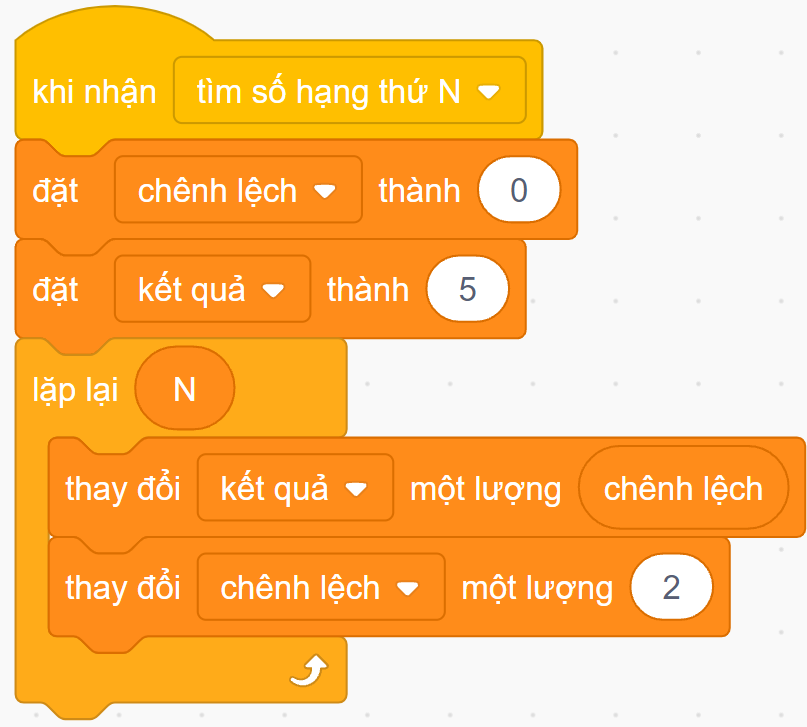 khi nhận tìm số hạng thứ N
đặt chênh lệch thành 0
đặt kết quả thành 5
lặp lại N
thay đổi kết quả một lượng chênh lệch
thay đổi chênh lệch một lượng 2